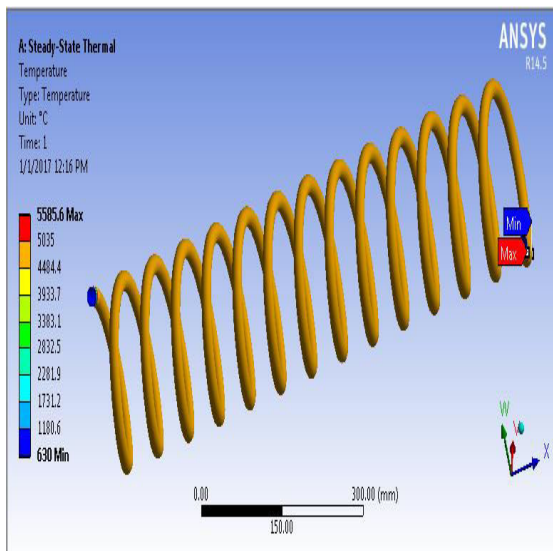 A: Steady-State Thermal
Temperature
Type: Temperature
Unit: °C
Time: 1
1/1/2017 12:16 PM
ANSYS
R14.5
5585.6 Max
5035
4484.4
3933.7
3383.1
2832.5
2281.9
1731.2
1180.6
630 Min
Min
Max
0.00
300.00 (mm)
150.00
W
V
X